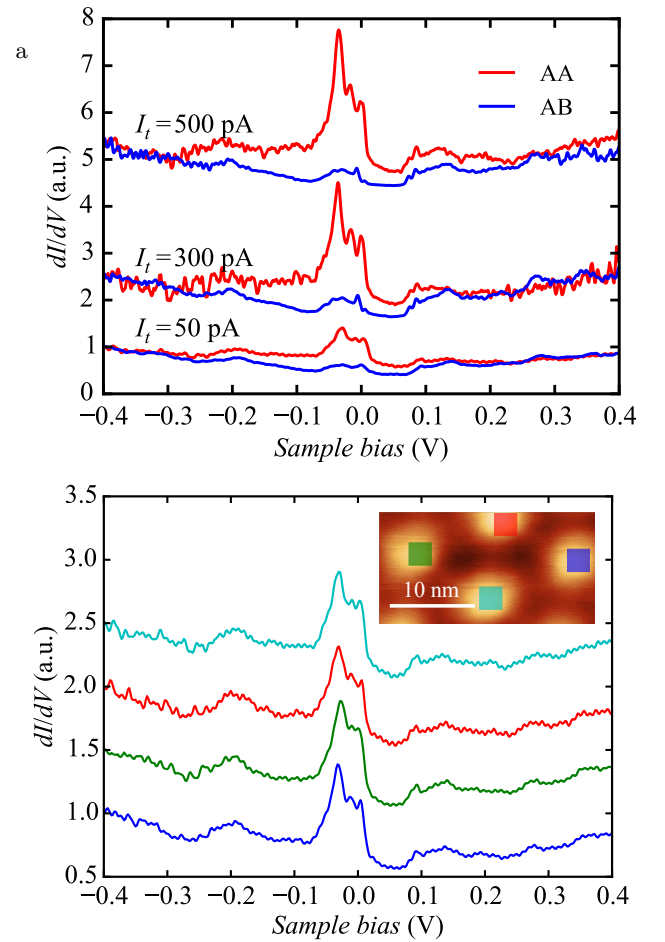 a
8
7
6
5
4
3
2
1
0
dI/dV (a.u.)
AA
AB
I_t = 500 pA
I_t = 300 pA
I_t = 50 pA
−0.4 −0.3 −0.2 −0.1 0.0 0.1 0.2 0.3 0.4
Sample bias (V)
3.5
3.0
2.5
2.0
1.5
1.0
0.5
dI/dV (a.u.)
10 nm
−0.4 −0.3 −0.2 −0.1 0.0 0.1 0.2 0.3 0.4
Sample bias (V)